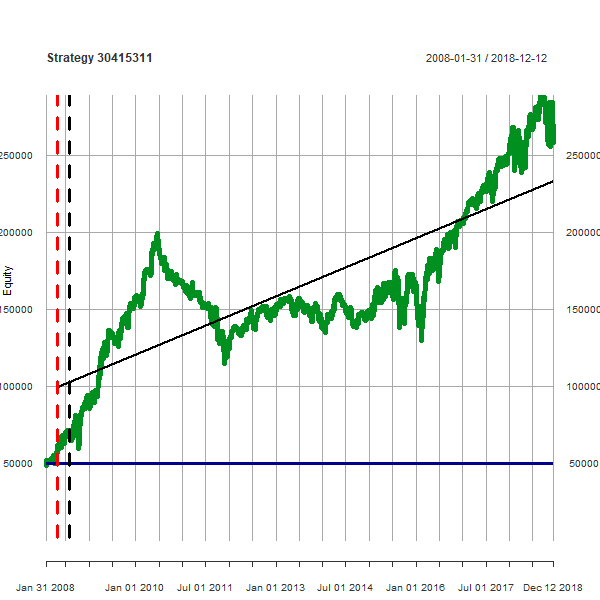 Strategy 30415311
2008-01-31 / 2018-12-12
250000 250000
200000 200000
Equity
150000 150000
100000 100000
50000 50000
Jan 31 2008 Jan 01 2010 Jul 01 2011 Jan 01 2013 Jul 01 2014 Jan 01 2016 Jul 01 2017 Dec 12 2018